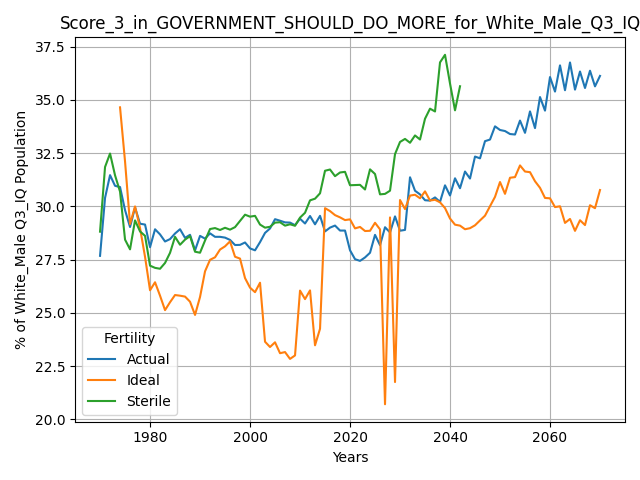 Score_3_in_GOVERNMENT_SHOULD_DO_MORE_for_White_Male_Q3_IQ
% of White_Male Q3_IQ Population
37.5
35.0
32.5
30.0
27.5
25.0
22.5
20.0
Fertility
Actual
Ideal
Sterile
1980
2000
2020
2040
2060
Years